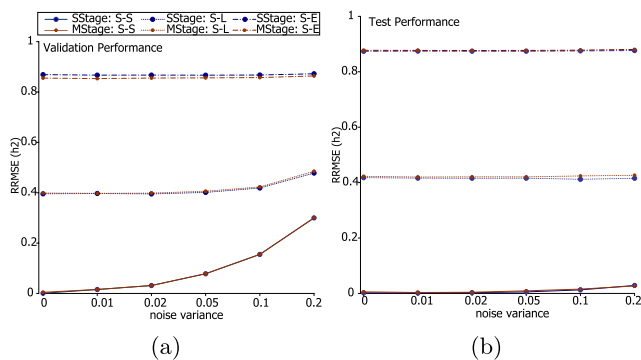 SStage: S-S SStage: S-L SStage: S-E
MStage: S-S MStage: S-L MStage: S-E
Validation Performance
RRMSE (h2)
1
0.8
0.6
0.4
0.2
0
0 0.01 0.02 0.05 0.1 0.2
noise variance
(a)
Test Performance
RRMSE (h2)
1
0.8
0.6
0.4
0.2
0
0 0.01 0.02 0.05 0.1 0.2
noise variance
(b)